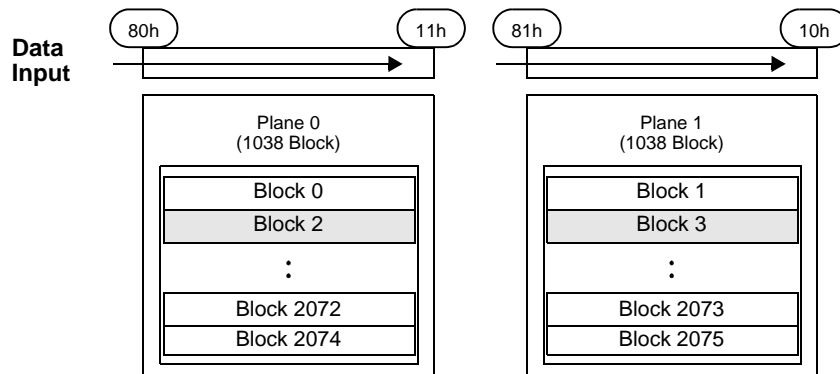 80h
11h
81h
10h
Data
Input
Plane 0
(1038 Block)
Block 0
Block 2
:
Block 2072
Block 2074
Plane 1
(1038 Block)
Block 1
Block 3
:
Block 2073
Block 2075